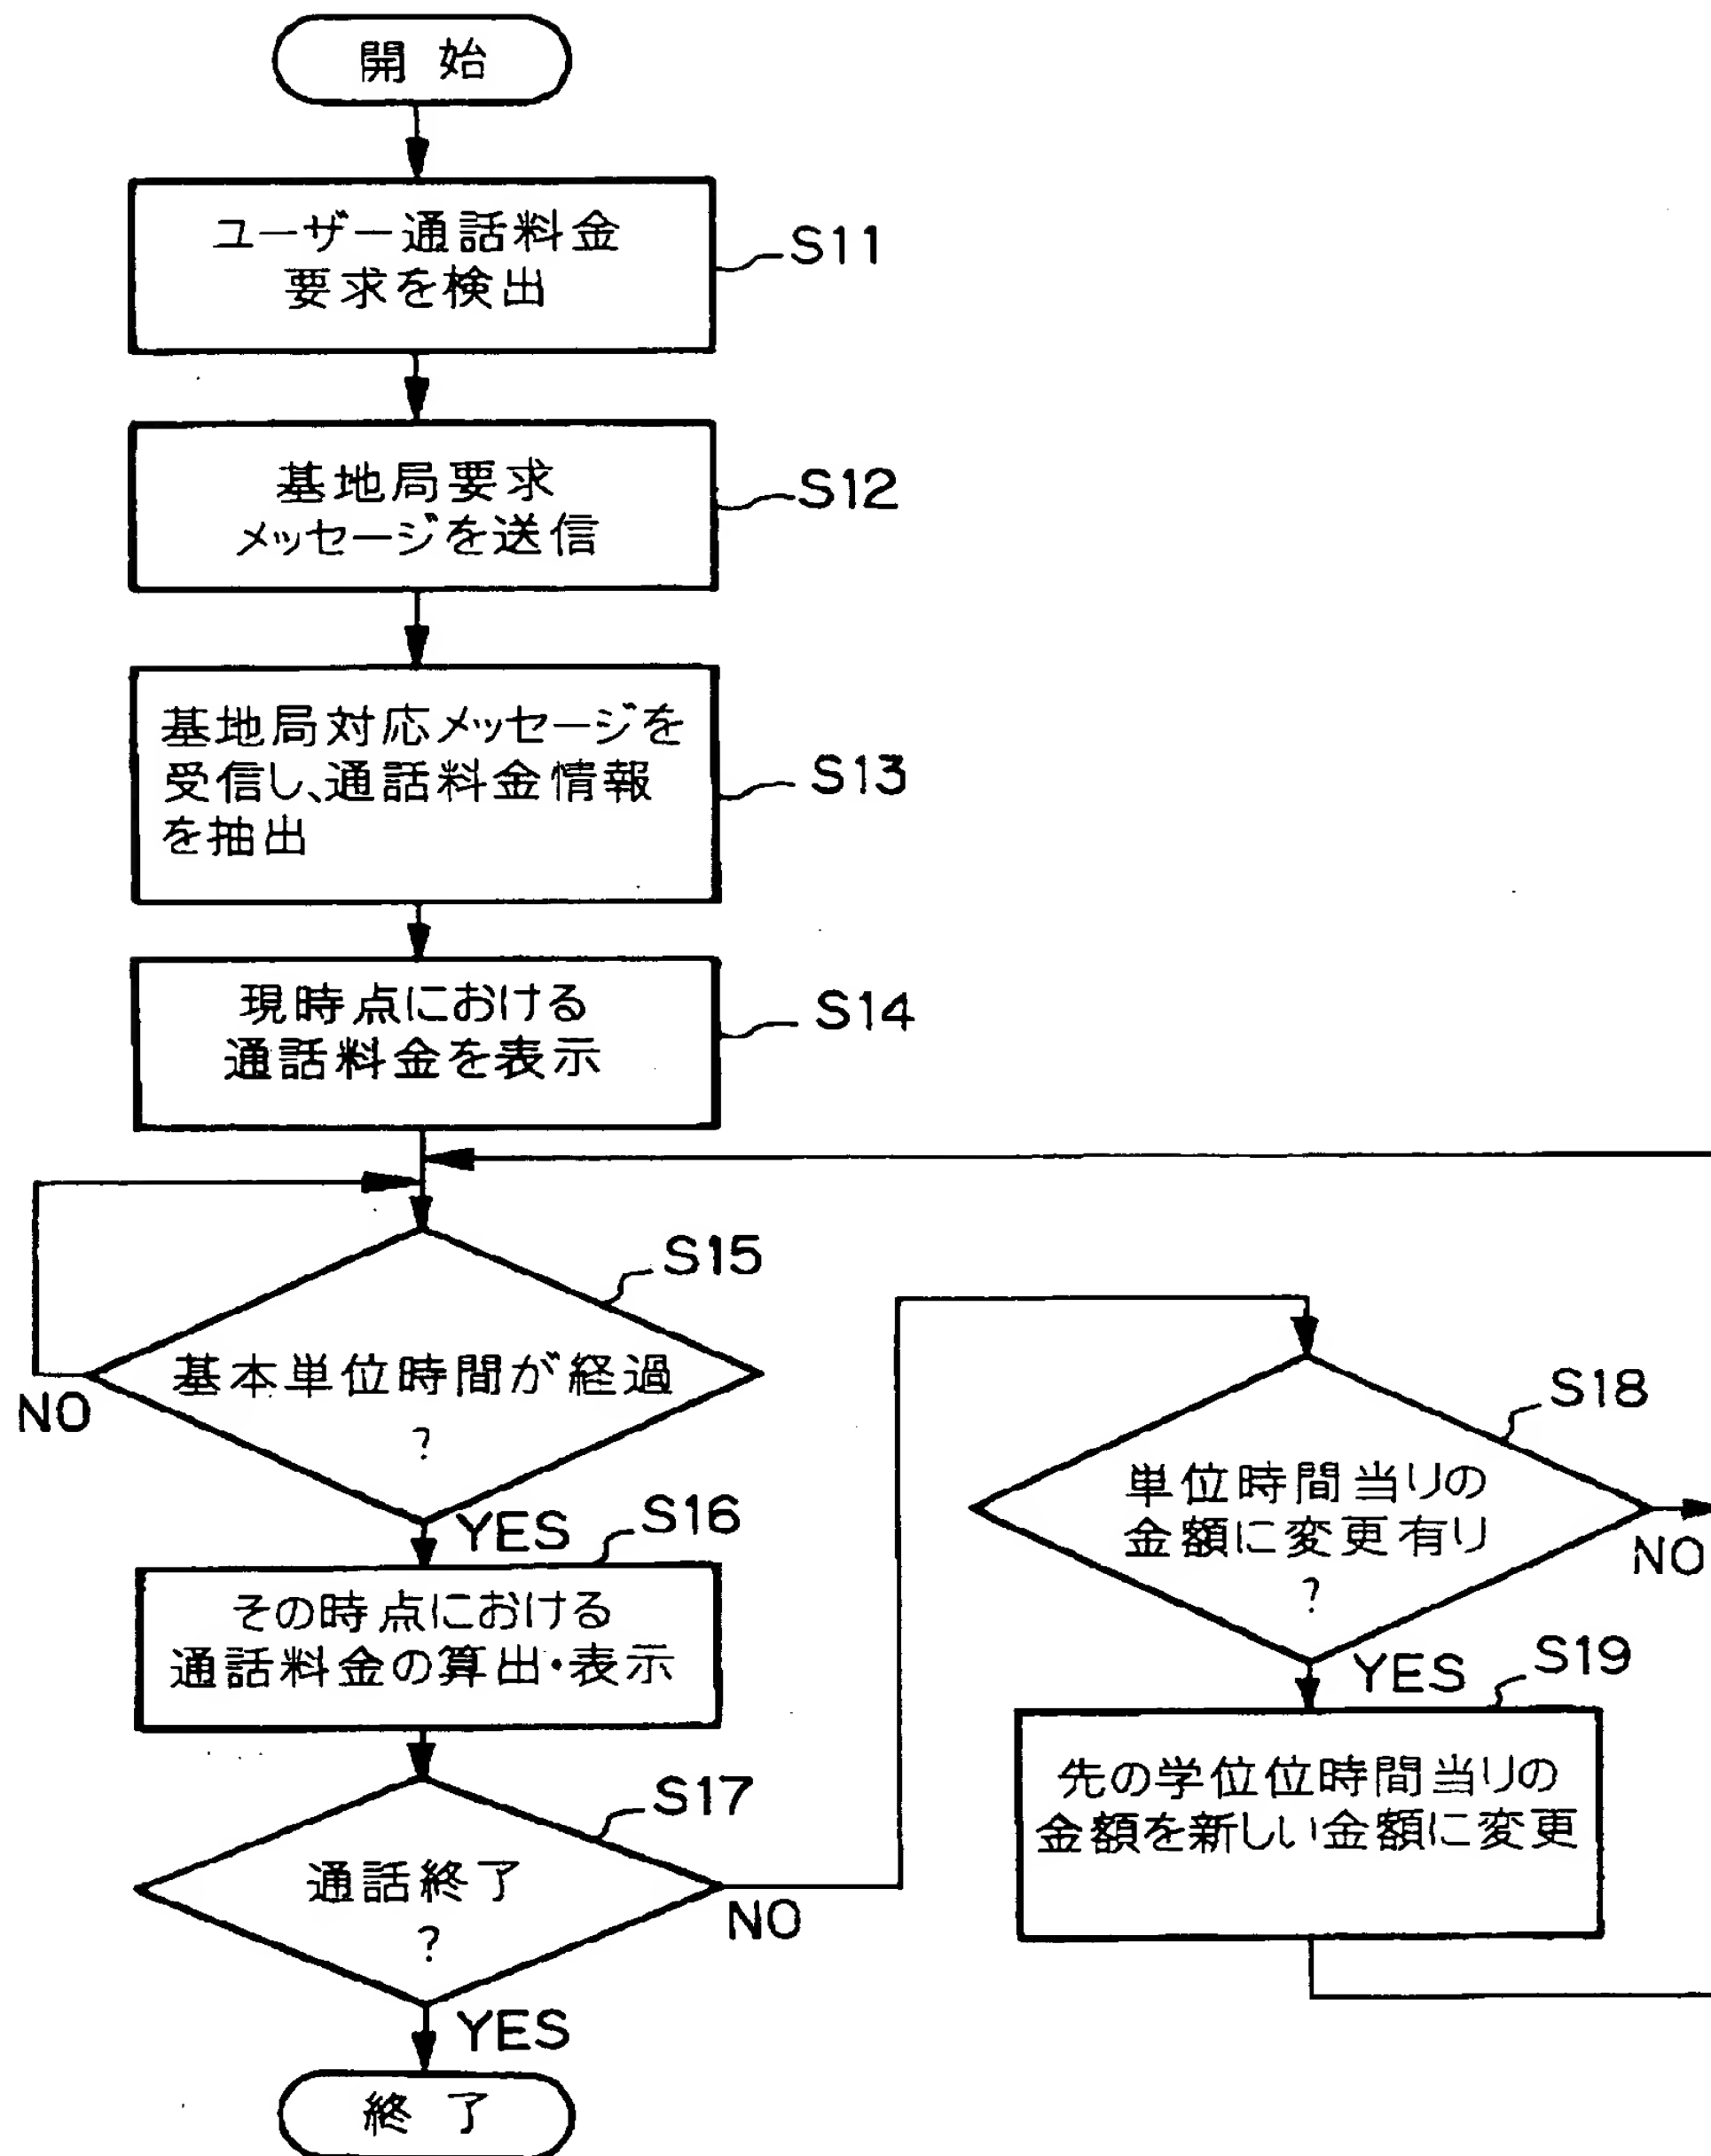 開始
ユーザー通話料金
要求を検出
S11
基地局要求
メッセージを送信
S12
基地局対応メッセージを
受信し、通話料金情報
を抽出
S13
現時点における
通話料金を表示
S14
S15
基本単位時間が経過
?
NO
YES
S16
その時点における
通話料金の算出・表示
S17
通話終了
?
NO
YES
終了
S18
単位時間当りの
金額に変更有り
?
NO
YES
S19
先の学位位時間当りの
金額を新しい金額に変更